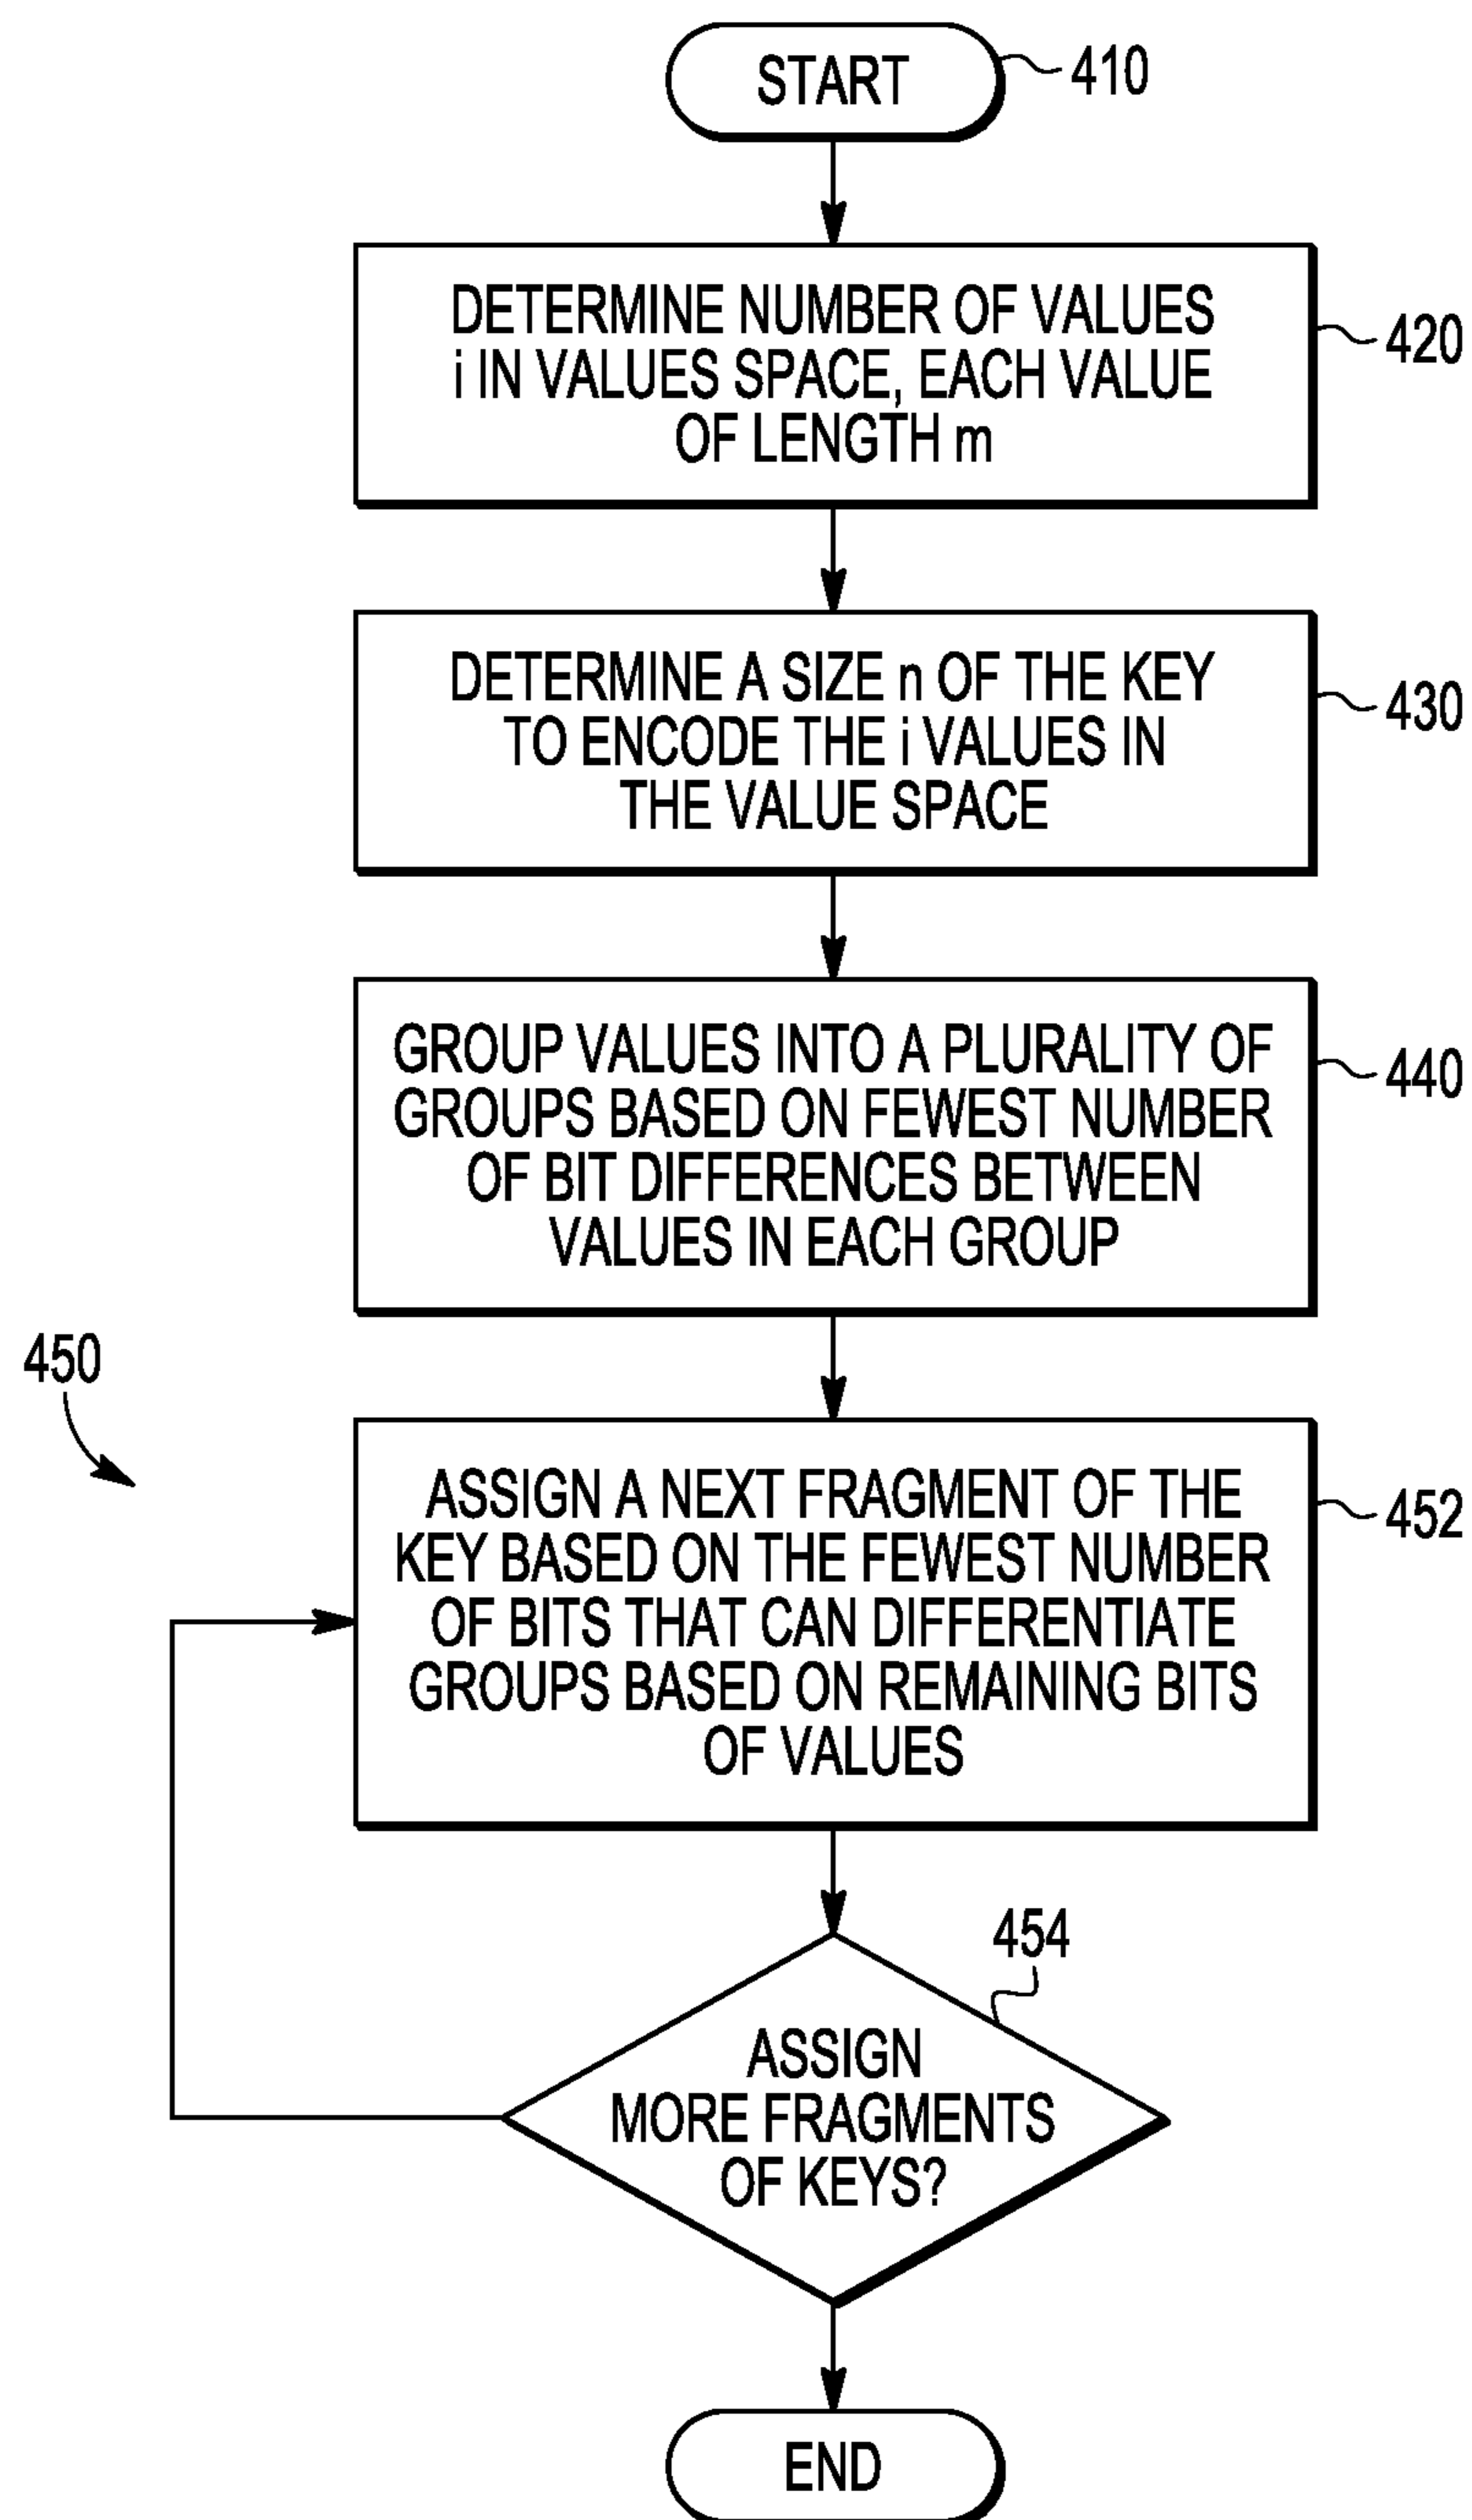 START
410
DETERMINE NUMBER OF VALUES
i IN VALUES SPACE, EACH VALUE
OF LENGTH m
420
DETERMINE A SIZE n OF THE KEY
TO ENCODE THE i VALUES IN
THE VALUE SPACE
430
GROUP VALUES INTO A PLURALITY OF
GROUPS BASED ON FEWEST NUMBER
OF BIT DIFFERENCES BETWEEN
VALUES IN EACH GROUP
440
450
ASSIGN A NEXT FRAGMENT OF THE
KEY BASED ON THE FEWEST NUMBER
OF BITS THAT CAN DIFFERENTIATE
GROUPS BASED ON REMAINING BITS
OF VALUES
452
454
ASSIGN
MORE FRAGMENTS
OF KEYS?
END